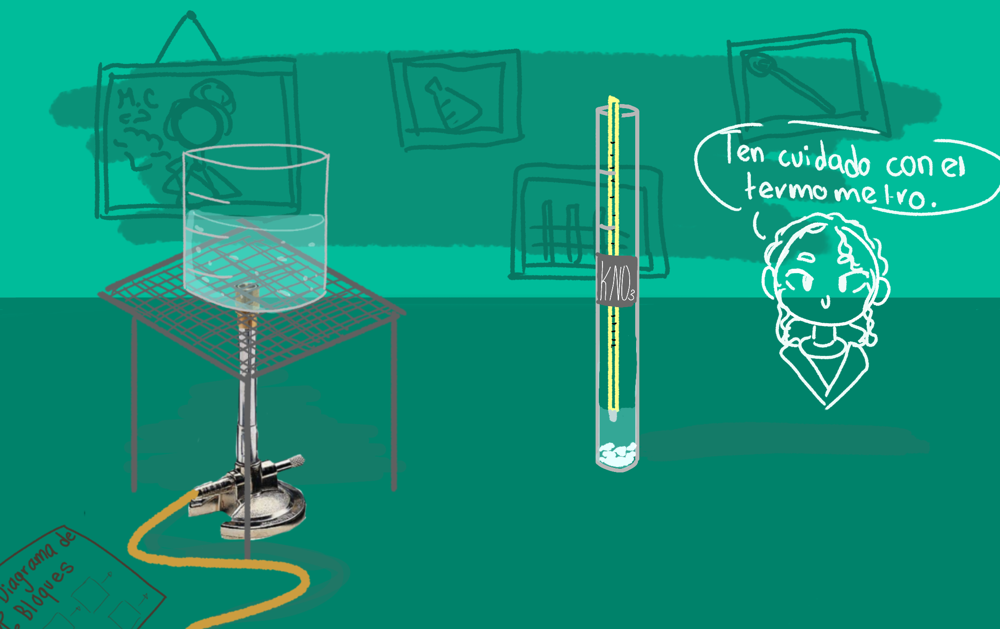 M.C
Ten cuidado con el
termometro.
KNO₃
Diagrama de
Bloques